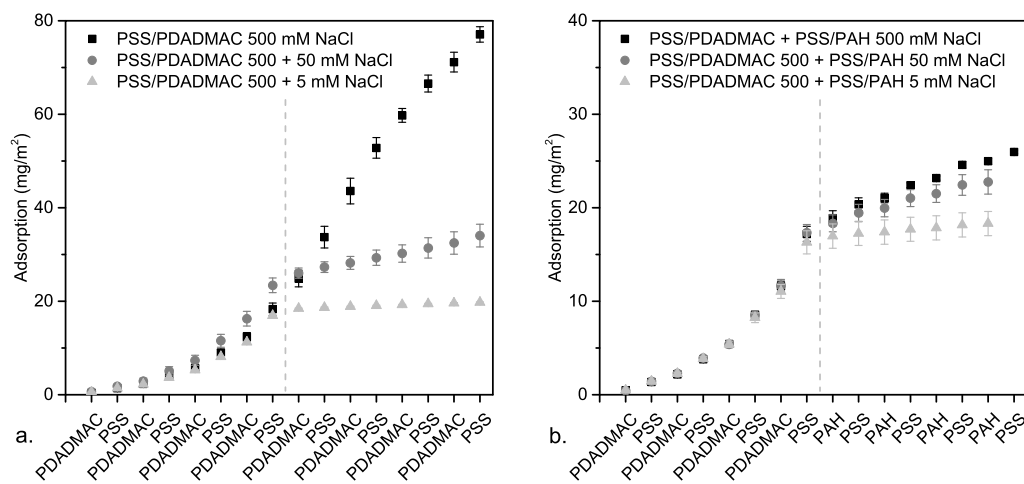 80
60
40
20
0
Adsorption (mg/m²)
PSS/PDADMAC 500 mM NaCl
PSS/PDADMAC 500 + 50 mM NaCl
PSS/PDADMAC 500 + 5 mM NaCl
PDADMAC
PSS
PDADMAC
PSS
PDADMAC
PSS
PDADMAC
PSS
PDADMAC
PSS
PDADMAC
PSS
PDADMAC
PSS
PDADMAC
PSS
a.
40
30
20
10
0
Adsorption (mg/m²)
PSS/PDADMAC + PSS/PAH 500 mM NaCl
PSS/PDADMAC 500 + PSS/PAH 50 mM NaCl
PSS/PDADMAC 500 + PSS/PAH 5 mM NaCl
PDADMAC
PSS
PDADMAC
PSS
PDADMAC
PSS
PDADMAC
PSS
PAH
PSS
PAH
PSS
PAH
PSS
PAH
PSS
b.